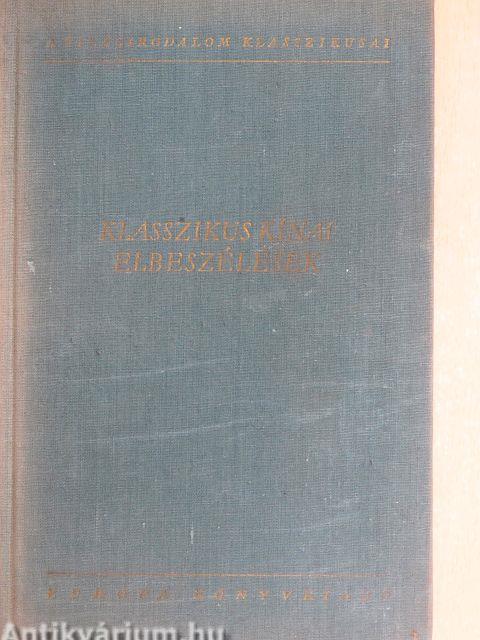 A VILÁGIRODALOM KLASSZIKUSAI
KLASSZIKUS KÍNAI
ELBESZÉLÉSEK
EURÓPA KÖNYVKIADÓ
Antikvárium.hu